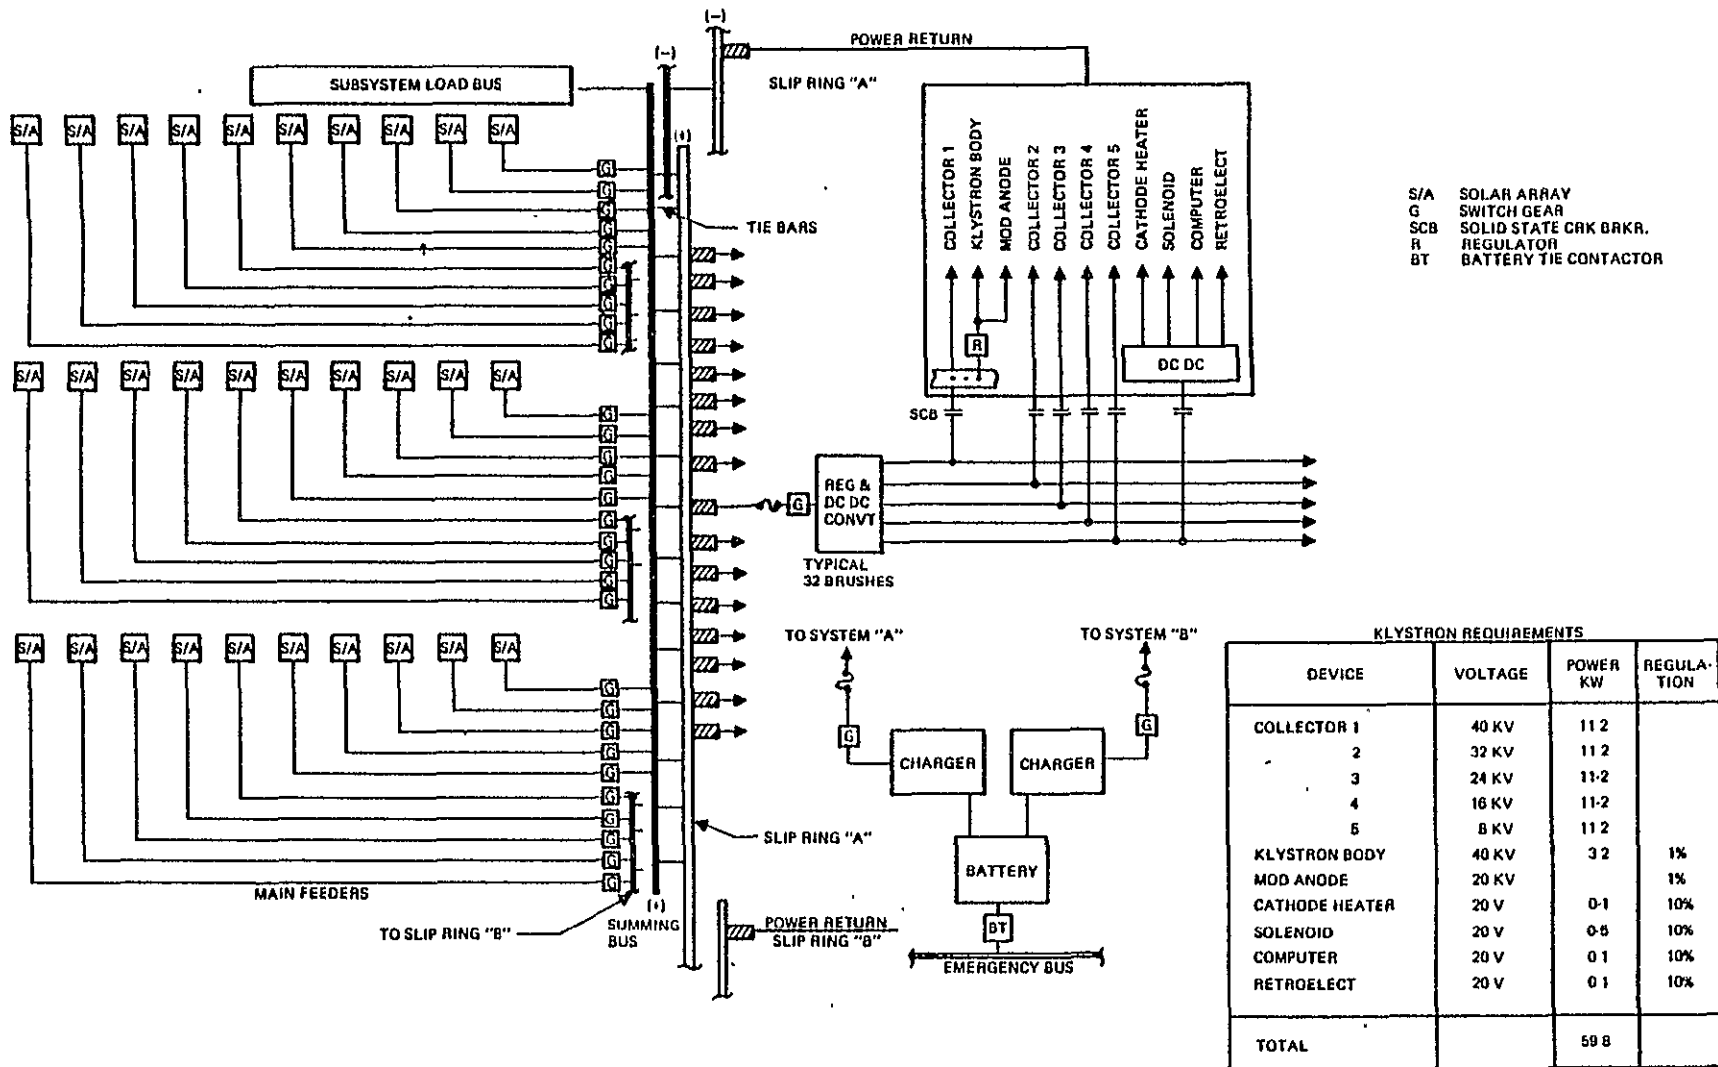 (-)
POWER RETURN
(-)
SLIP RING "A"
SUBSYSTEM LOAD BUS
S/A S/A S/A S/A S/A S/A S/A S/A S/A S/A
(+)
G
G
G
G
G
G
G
G
G
G
TIE BARS
COLLECTOR 1
KLYSTRON BODY
MOD ANODE
COLLECTOR 2
COLLECTOR 3
COLLECTOR 4
COLLECTOR 5
CATHODE HEATER
SOLENOID
COMPUTER
RETROELECT
R
DC DC
SCB
S/A SOLAR ARRAY
G SWITCH GEAR
SCB SOLID STATE CRK BRKR.
R REGULATOR
BT BATTERY TIE CONTACTOR
S/A S/A S/A S/A S/A S/A S/A S/A S/A S/A
G
G
G
G
G
G
G
G
G
G
G
REG &
DC DC
CONVT
TYPICAL
32 BRUSHES
S/A S/A S/A S/A S/A S/A S/A S/A S/A S/A
G
G
G
G
G
G
G
G
G
G
MAIN FEEDERS
TO SLIP RING "B"
(+)
SUMMING
BUS
SLIP RING "A"
POWER RETURN
SLIP RING "B"
TO SYSTEM "A"
TO SYSTEM "B"
G
G
CHARGER
CHARGER
BATTERY
BT
EMERGENCY BUS
KLYSTRON REQUIREMENTS
DEVICE VOLTAGE POWER KW REGULA-TION
COLLECTOR 1 40 KV 11 2
2 32 KV 11 2
3 24 KV 11.2
4 16 KV 11.2
5 8 KV 11 2
KLYSTRON BODY 40 KV 3 2 1%
MOD ANODE 20 KV 1%
CATHODE HEATER 20 V 0.1 10%
SOLENOID 20 V 10%
COMPUTER 20 V 0 1 10%
RETROELECT 20 V 0 1 10%
TOTAL 59 8